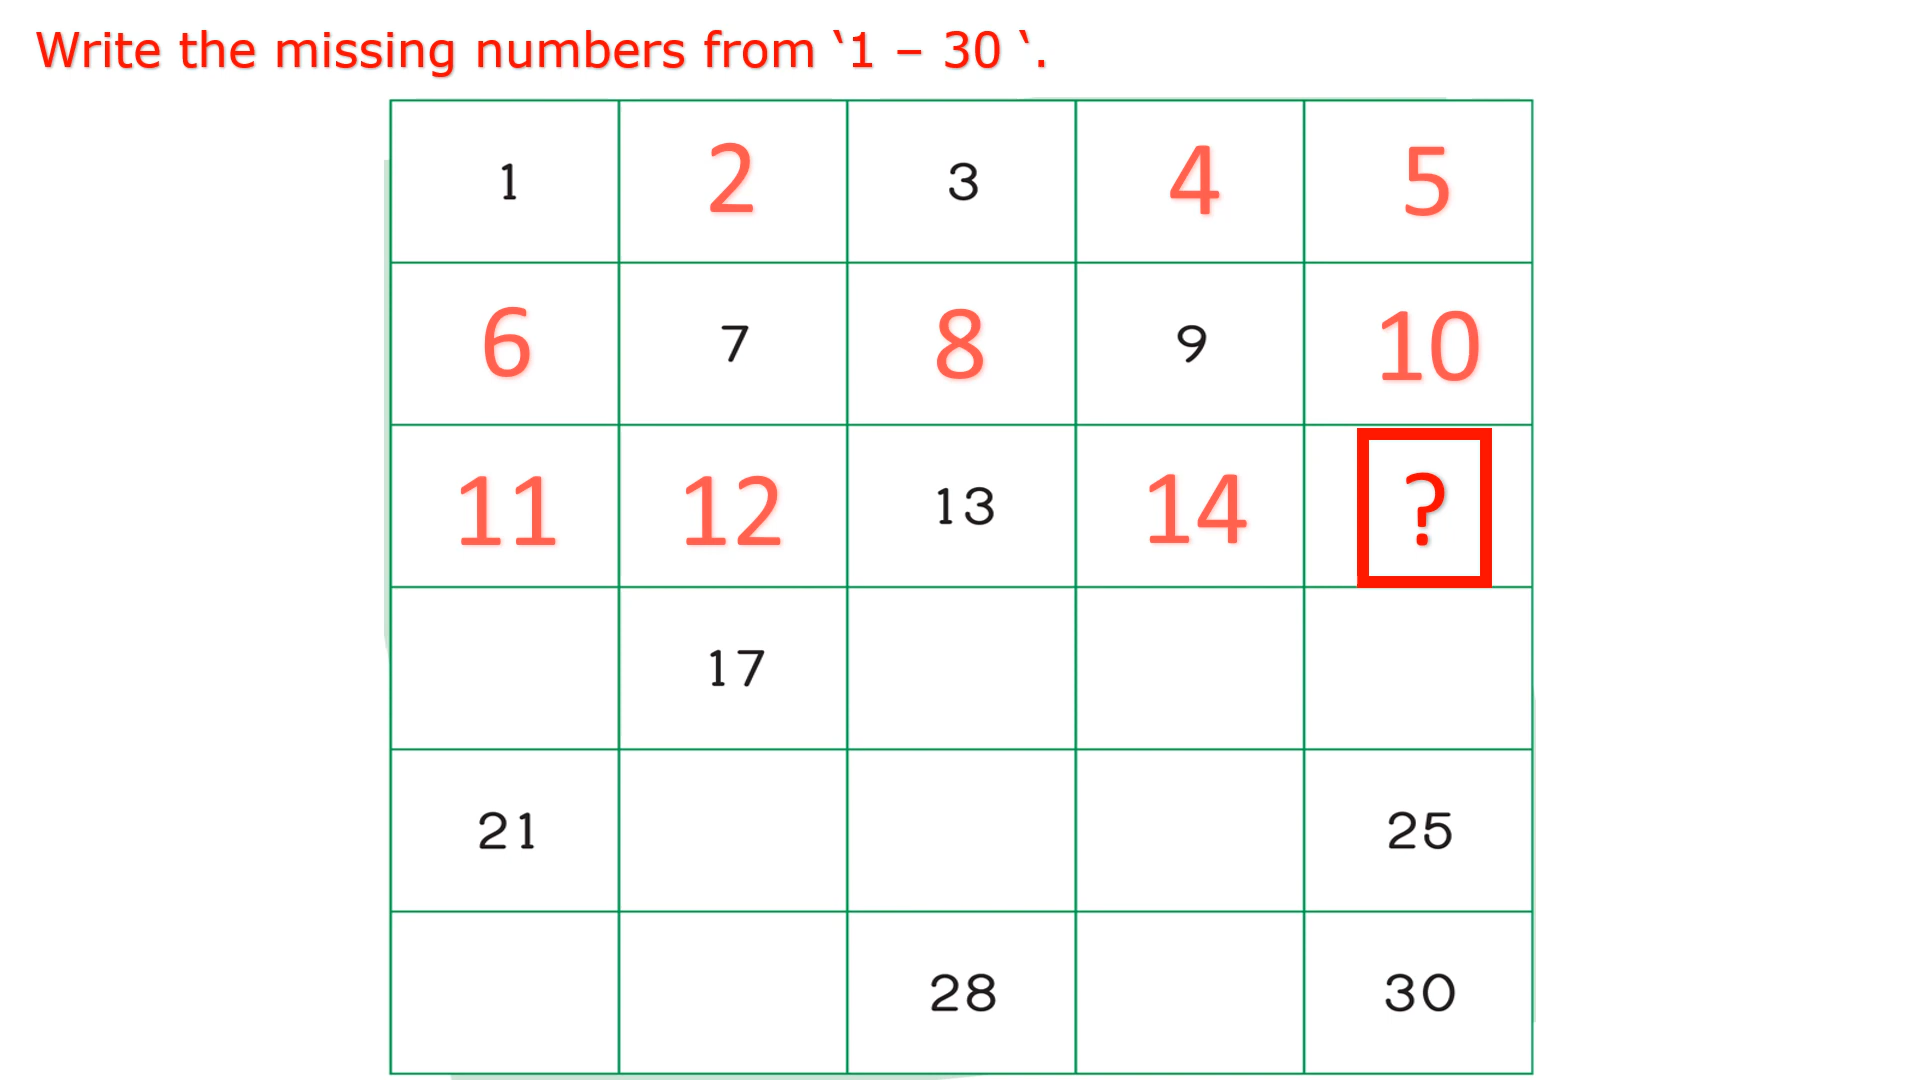 Write the missing numbers from ‘1 – 30 ‘.
1 2 3 4 5
6 7 8 9 10
11 12 13 14 ?
17
21 25
28 30